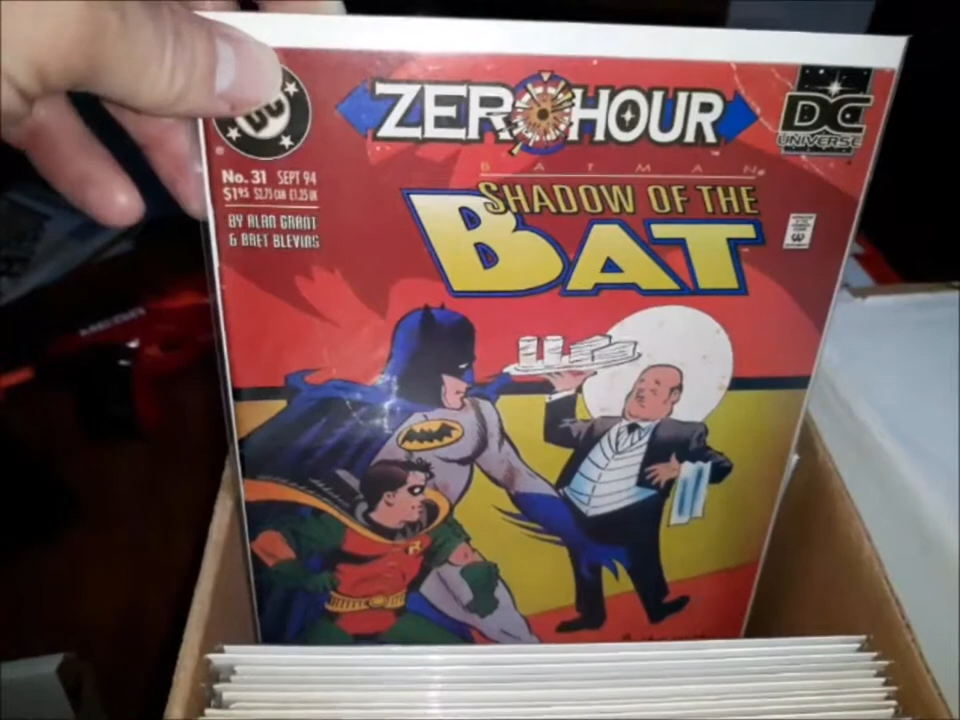 ZERO HOUR
DC
DC
UNIVERSE
No. 31 SEPT 94
$1.95 $2.75 CAN £1.25 UK
BY ALAN GRANT
& BRET BLEVINS
BATMAN
SHADOW OF THE
BAT
R